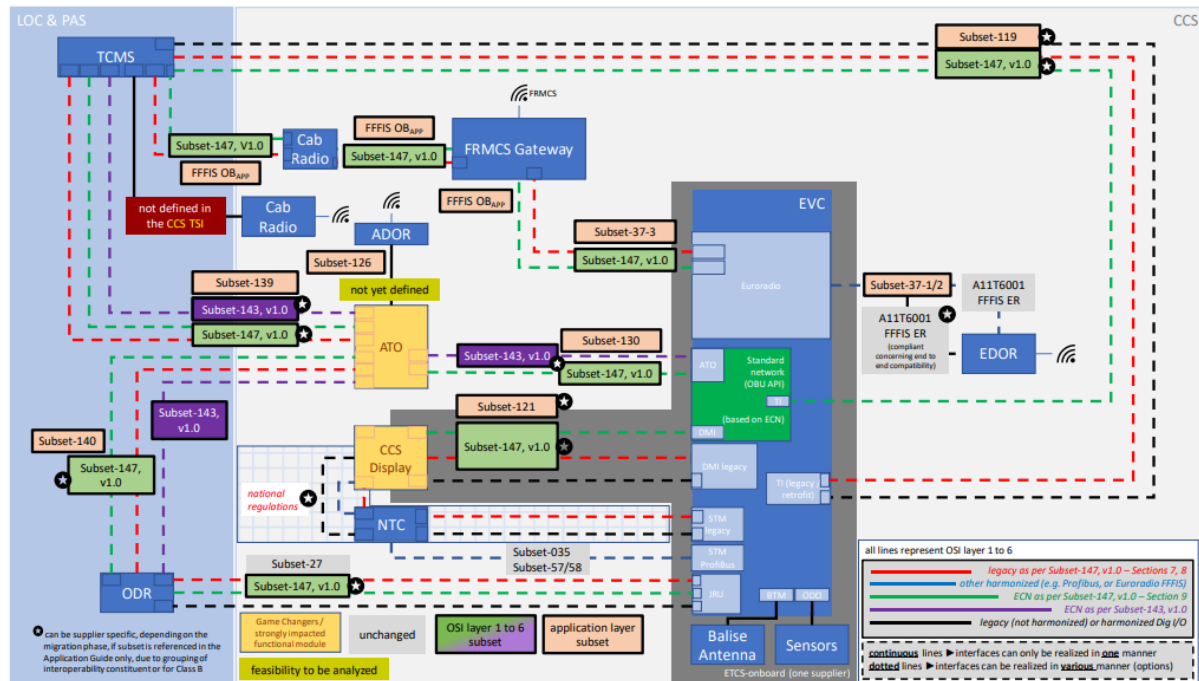 LOC & PAS
CCS
TCMS
Subset-119
Subset-147, v1.0
FRMCS
FFFIS OBAPP
Subset-147, V1.0
Cab
Radio
Subset-147, v1.0
FRMCS Gateway
FFFIS OBAPP
FFFIS OBAPP
not defined in
the CCS TSI
Cab
Radio
ADOR
EVC
Subset-37-3
Subset-147, v1.0
Subset-126
Euroradio
Subset-139
not yet defined
Subset-37-1/2
A11T6001
FFFIS ER
Subset-143, v1.0
Subset-147, v1.0
A11T6001
FFFIS ER
(compliant
concerning end to
end compatibility)
EDOR
ATO
Subset-130
Subset-143, v1.0
Subset-147, v1.0
ATO
Standard
network
(OBU API)
TI
(based on ECN)
DMI
Subset-121
Subset-147, v1.0
Subset-143,
v1.0
Subset-140
Subset-147,
v1.0
CCS
Display
DMI legacy
TI (legacy /
retrofit)
national
regulations
NTC
STM
legacy
STM
ProfiBus
Subset-035
Subset-57/58
Subset-27
Subset-147, v1.0
ODR
JRU
BTM
ODO
Balise
Antenna
Sensors
ETCS-onboard (one supplier)
can be supplier specific, depending on the
migration phase, if subset is referenced in the
Application Guide only, due to grouping of
interoperability constituent or for Class B
Game Changers /
strongly impacted
functional module
unchanged
OSI layer 1 to 6
subset
application layer
subset
feasibility to be analyzed
all lines represent OSI layer 1 to 6
legacy as per Subset-147, v1.0 – Sections 7, 8
other harmonized (e.g. Profibus, or Euroradio FFFIS)
ECN as per Subset-147, v1.0 – Section 9
ECN as per Subset-143, v1.0
legacy (not harmonized) or harmonized Dig I/O
continuous lines ►interfaces can only be realized in one manner
dotted lines ►interfaces can be realized in various manner (options)